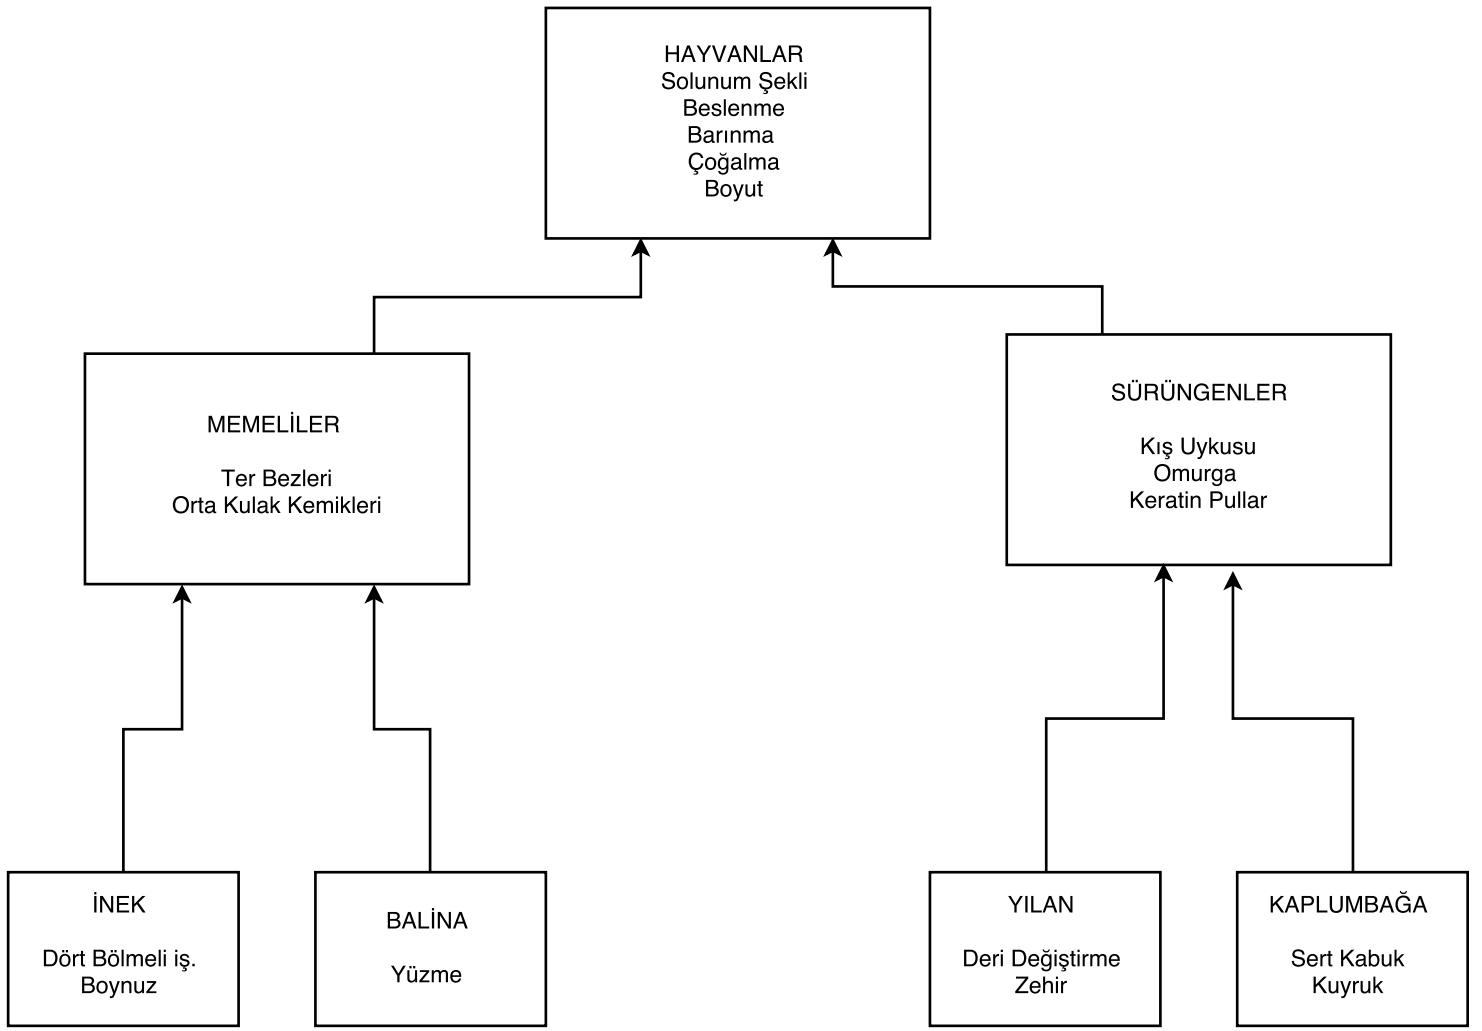 HAYVANLAR
Solunum Şekli
Beslenme
Barınma
Çoğalma
Boyut
MEMELİLER
Ter Bezleri
Orta Kulak Kemikleri
SÜRÜNGENLER
Kış Uykusu
Omurga
Keratin Pullar
İNEK
Dört Bölmeli iş.
Boynuz
BALİNA
Yüzme
YILAN
Deri Değiştirme
Zehir
KAPLUMBAĞA
Sert Kabuk
Kuyruk